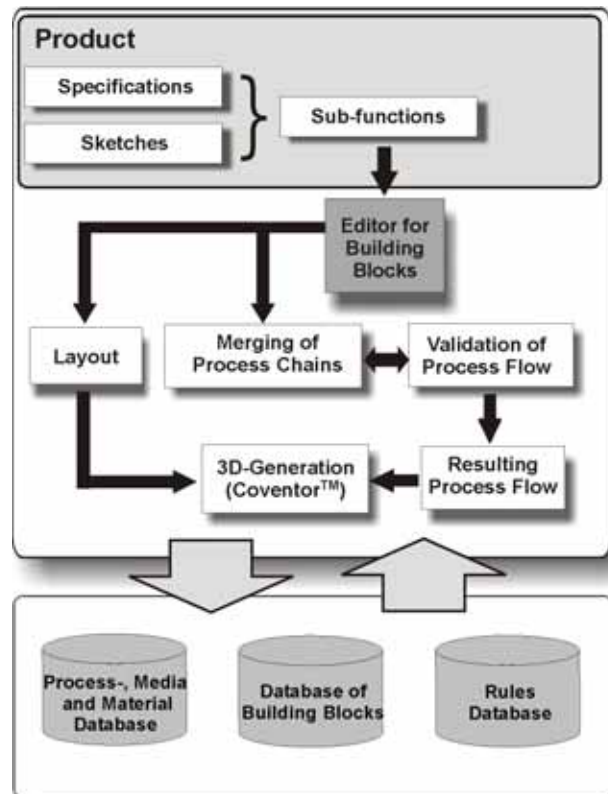 Product
Specifications
Sketches
Sub-functions
Editor for
Building
Blocks
Layout
Merging of
Process Chains
Validation of
Process Flow
3D-Generation
(Coventor™)
Resulting
Process Flow
Process-, Media
and Material
Database
Database of
Building Blocks
Rules
Database